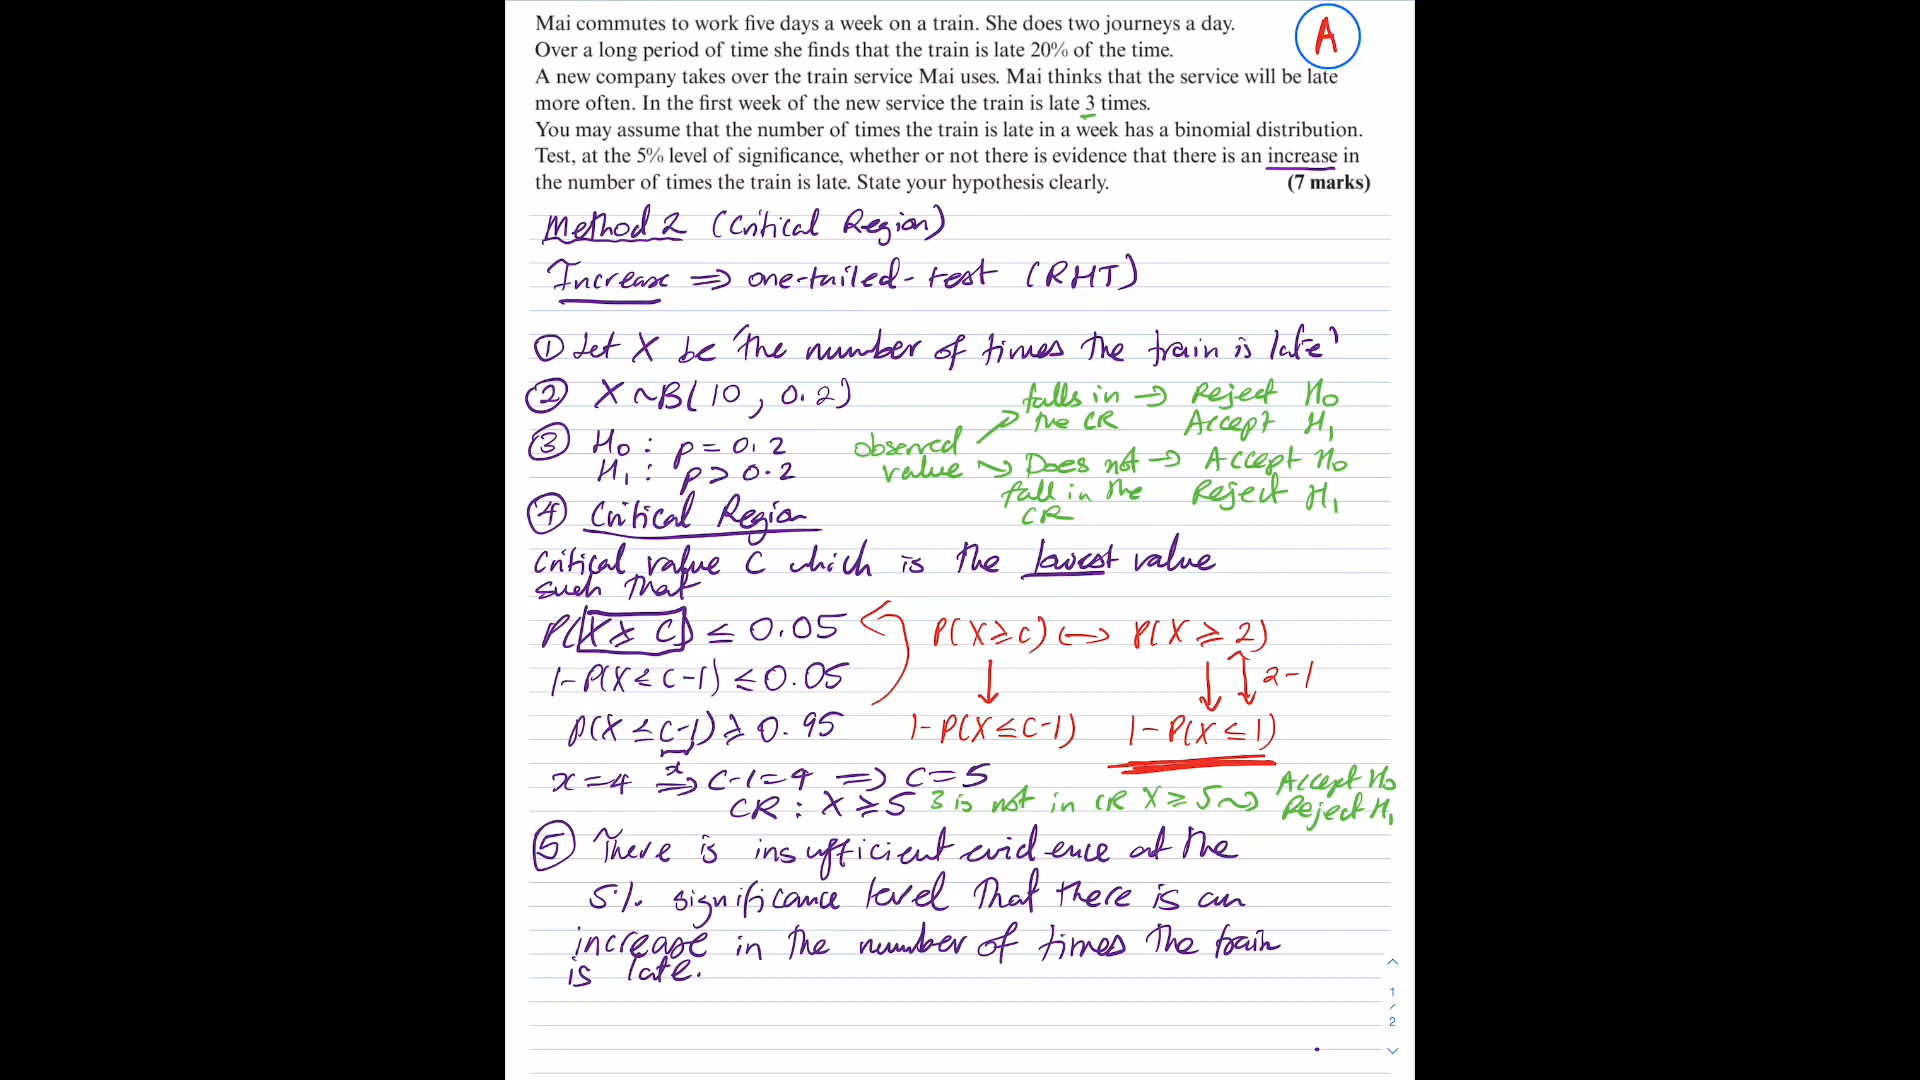 Mai commutes to work five days a week on a train. She does two journeys a day.
Over a long period of time she finds that the train is late 20% of the time.
A new company takes over the train service Mai uses. Mai thinks that the service will be late
more often. In the first week of the new service the train is late 3 times.
You may assume that the number of times the train is late in a week has a binomial distribution.
Test, at the 5% level of significance, whether or not there is evidence that there is an increase in
the number of times the train is late. State your hypothesis clearly. (7 marks)
A
Method 2 (Critical Region)
Increase ⇒ one-tailed-test (RHT)
① Let X be 'the number of times the train is late'
② X ~ B(10, 0.2)
③ H₀ : p = 0.2
H₁ : p > 0.2
observed value
falls in the CR → Reject H₀
Accept H₁
Does not fall in the CR → Accept H₀
Reject H₁
④ Critical Region
Critical value C which is the lowest value
such that
P(X ≥ C) ≤ 0.05
1-P(X ≤ C-1) ≤ 0.05
P(X ≤ C-1) ≥ 0.95
x
P(X ≥ C) ↔ P(X ≥ 2)
↓ ↓ ↕ 2-1
1-P(X ≤ C-1) 1-P(X ≤ 1)
x = 4 ⇒ C-1 = 4 ⇒ C = 5
CR : X ≥ 5
3 is not in CR X ≥ 5
Accept H₀
Reject H₁
⑤ There is insufficient evidence at the
5% significance level that there is an
increase in the number of times the train
is late.
1
/
2